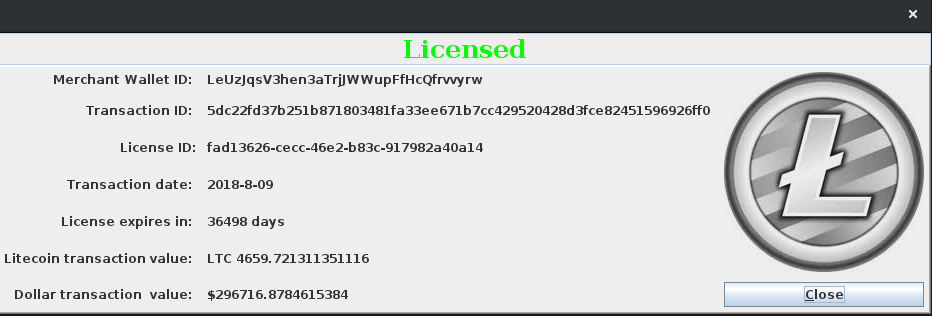 Licensed
Merchant Wallet ID: LeUzJqsV3hen3aTrjJWWupFfHcQfrvvyrw
Transaction ID: 5dc22fd37b251b871803481fa33ee671b7cc429520428d3fce82451596926ff0
License ID: fad13626-cecc-46e2-b83c-917982a40a14
Transaction date: 2018-8-09
License expires in: 36498 days
Litecoin transaction value: LTC 4659.721311351116
Dollar transaction value: $296716.8784615384
Close